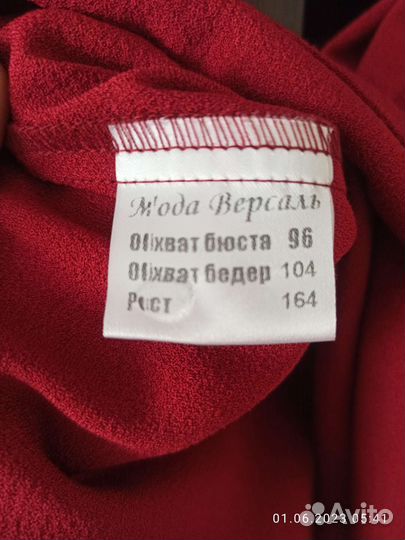 Мода Версаль
Обхват бюста 96
Обхват бедер 104
Рост 164
01.06.2023 05:41
Avito